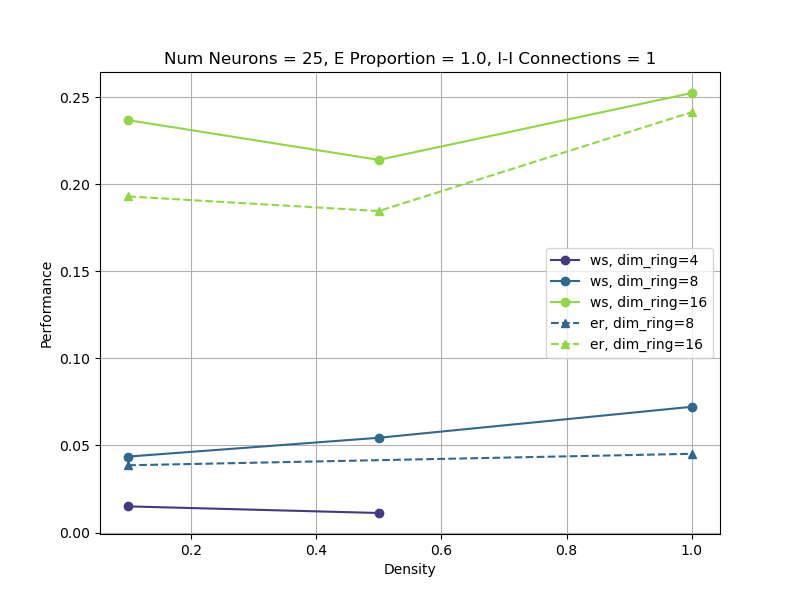 Num Neurons = 25, E Proportion = 1.0, I-I Connections = 1
0.25
0.20
0.15
0.10
0.05
0.00
Performance
ws, dim_ring=4
ws, dim_ring=8
ws, dim_ring=16
er, dim_ring=8
er, dim_ring=16
0.2 0.4 0.6 0.8 1.0
Density